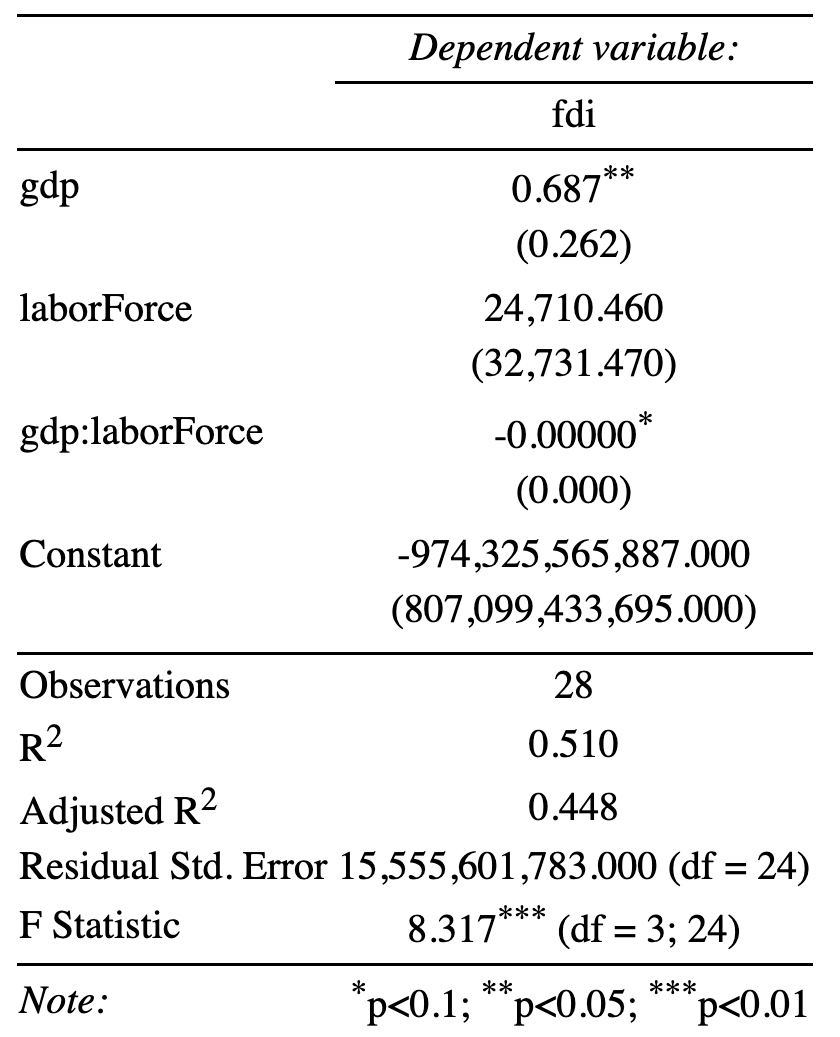 Dependent variable:
fdi
gdp 0.687**
(0.262)
laborForce 24,710.460
(32,731.470)
gdp:laborForce -0.00000*
(0.000)
Constant -974,325,565,887.000
(807,099,433,695.000)
Observations 28
R2 0.510
Adjusted R2 0.448
Residual Std. Error 15,555,601,783.000 (df = 24)
F Statistic 8.317*** (df = 3; 24)
Note: *p<0.1; **p<0.05; ***p<0.01